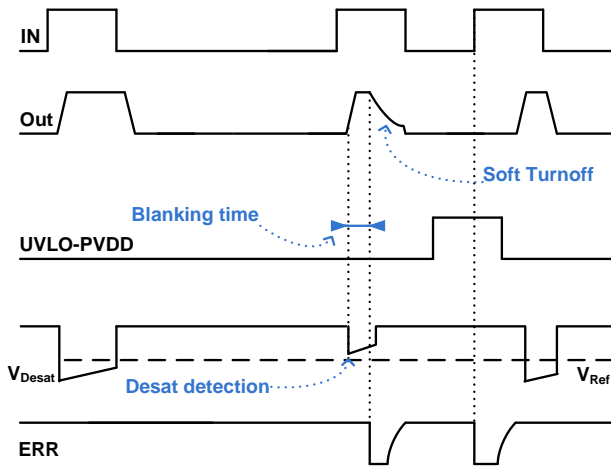 IN
Out
Soft Turnoff
Blanking time
UVLO-PVDD
VDesat
VRef
Desat detection
ERR